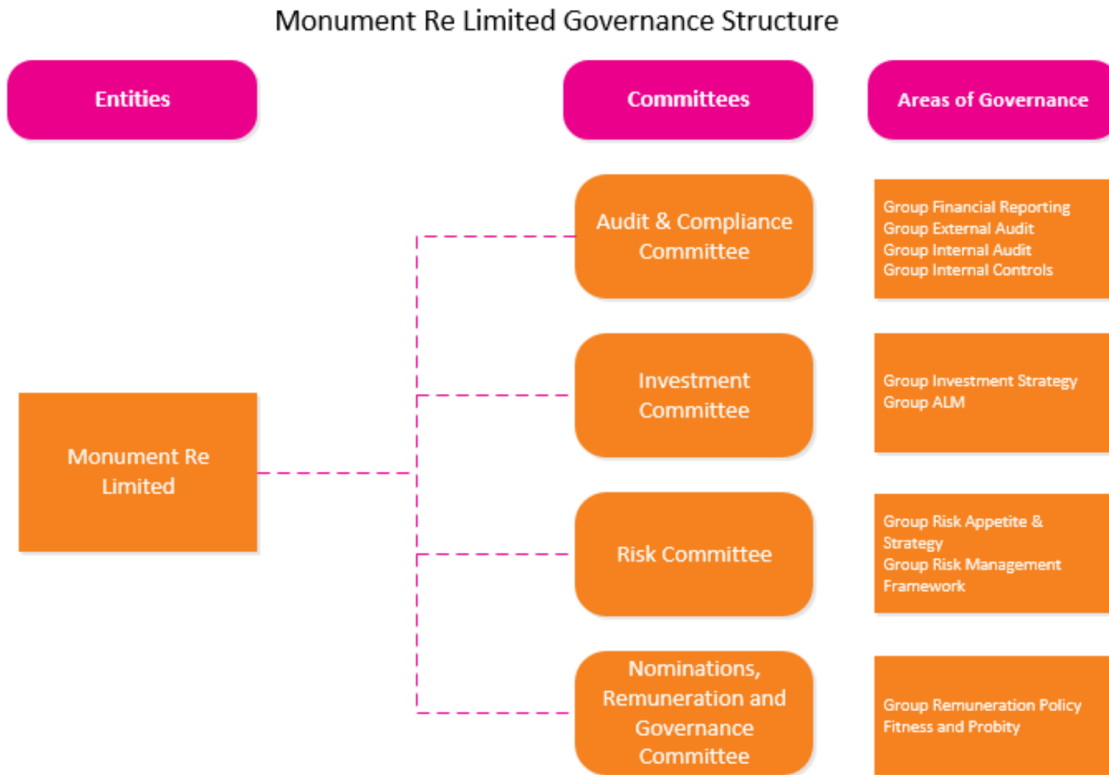 Monument Re Limited Governance Structure
Entities
Committees
Areas of Governance
Audit & Compliance
Committee
Group Financial Reporting
Group External Audit
Group Internal Audit
Group Internal Controls
Monument Re
Limited
Investment
Committee
Group Investment Strategy
Group ALM
Risk Committee
Group Risk Appetite &
Strategy
Group Risk Management
Framework
Nominations,
Remuneration and
Governance
Committee
Group Remuneration Policy
Fitness and Probity